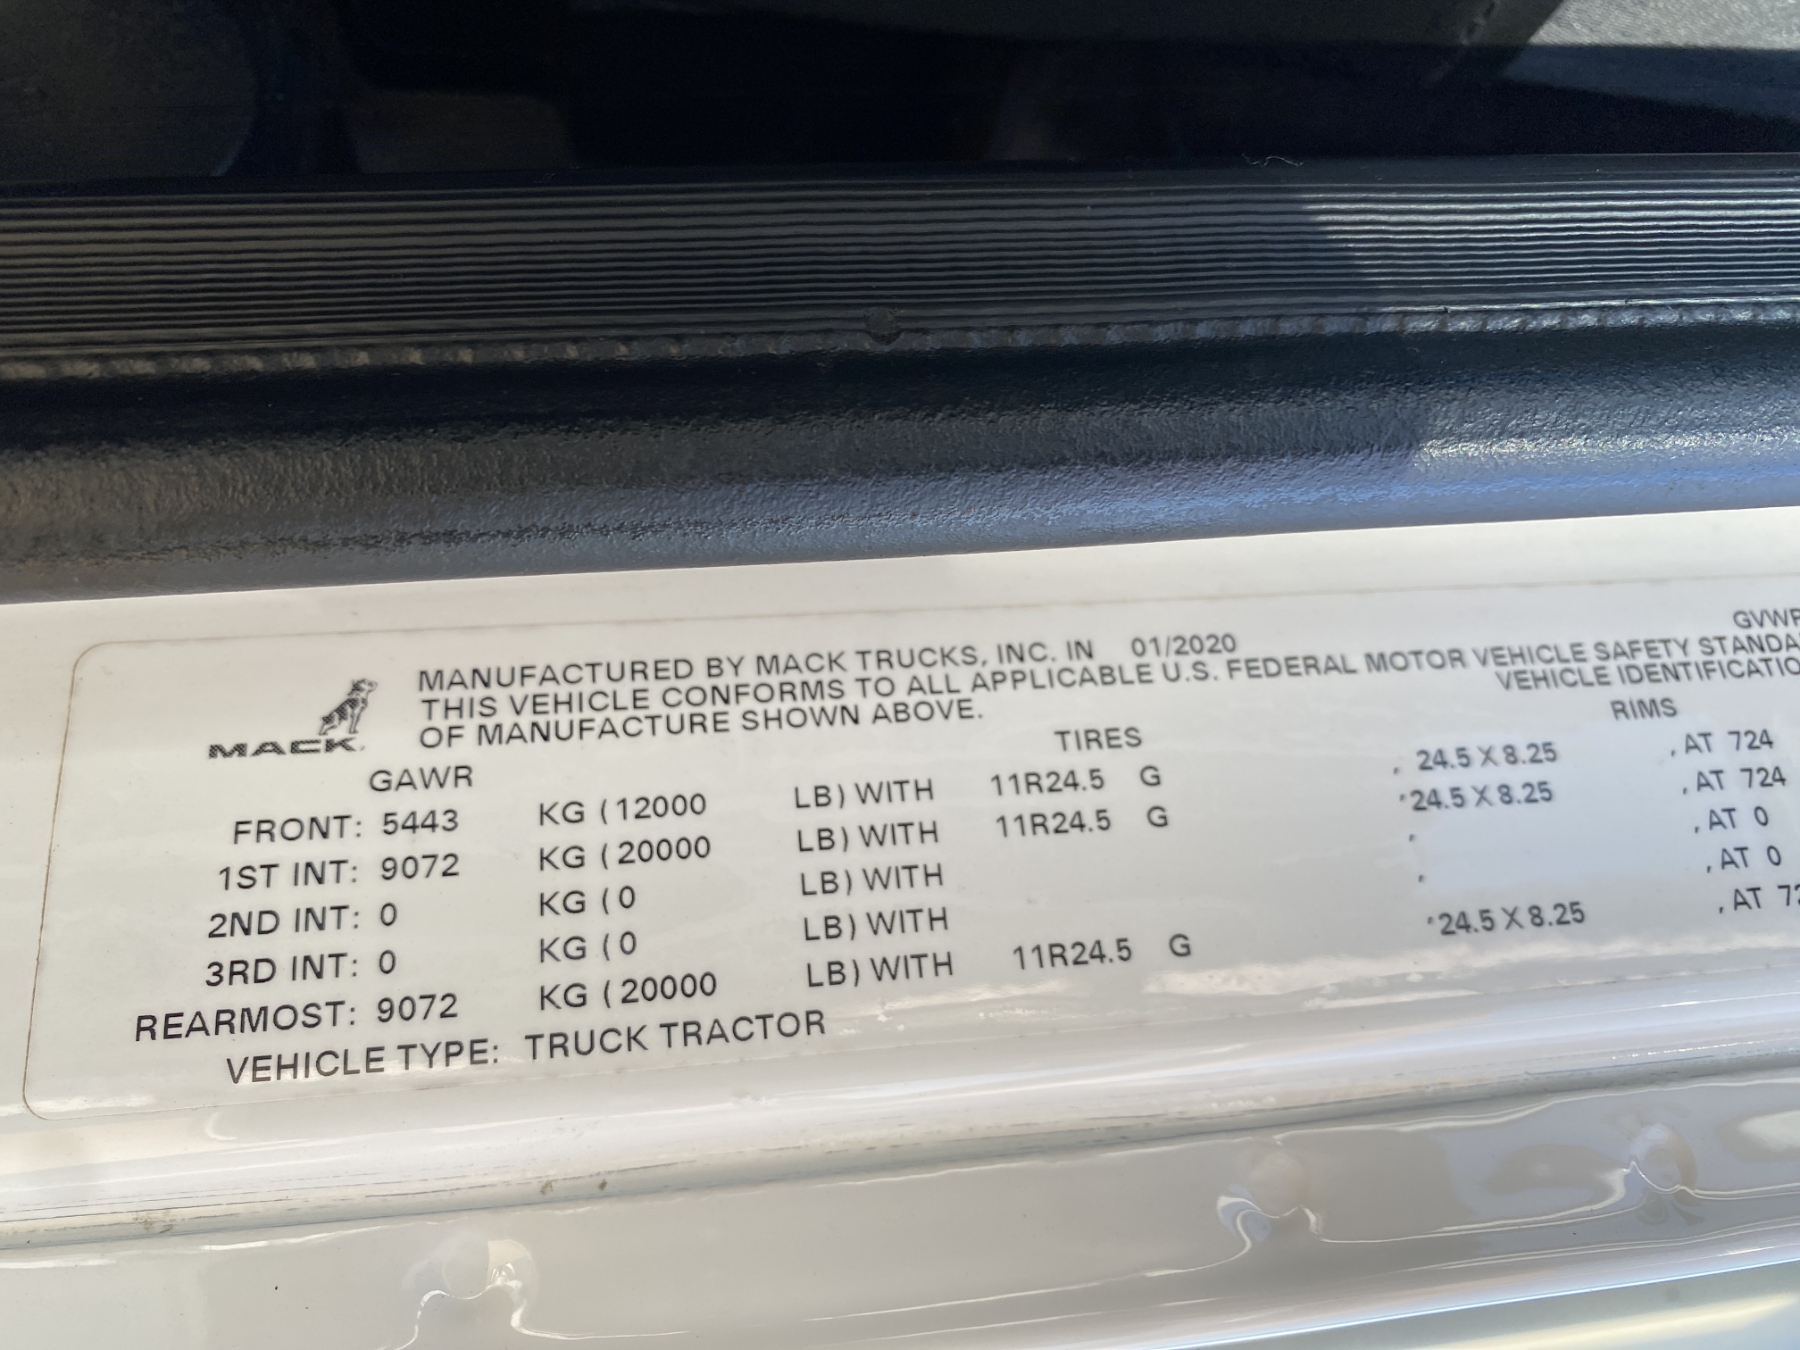 GVWR
MANUFACTURED BY MACK TRUCKS, INC. IN 01/2020
THIS VEHICLE CONFORMS TO ALL APPLICABLE U.S. FEDERAL MOTOR VEHICLE SAFETY
OF MANUFACTURE SHOWN ABOVE. VEHICLE
MACK
GAWR TIRES RIMS
FRONT: 5443 KG (12000 LB) WITH 11R24.5 G , 24.5 X 8.25 , AT 724
1ST INT: 9072 KG (20000 LB) WITH 11R24.5 G , 24.5 X 8.25 , AT 724
2ND INT: 0 KG (0 LB) WITH , , AT 0
3RD INT: 0 KG (0 LB) WITH , , AT 0
REARMOST: 9072 KG (20000 LB) WITH 11R24.5 G , 24.5 X 8.25 , AT
VEHICLE TYPE: TRUCK TRACTOR